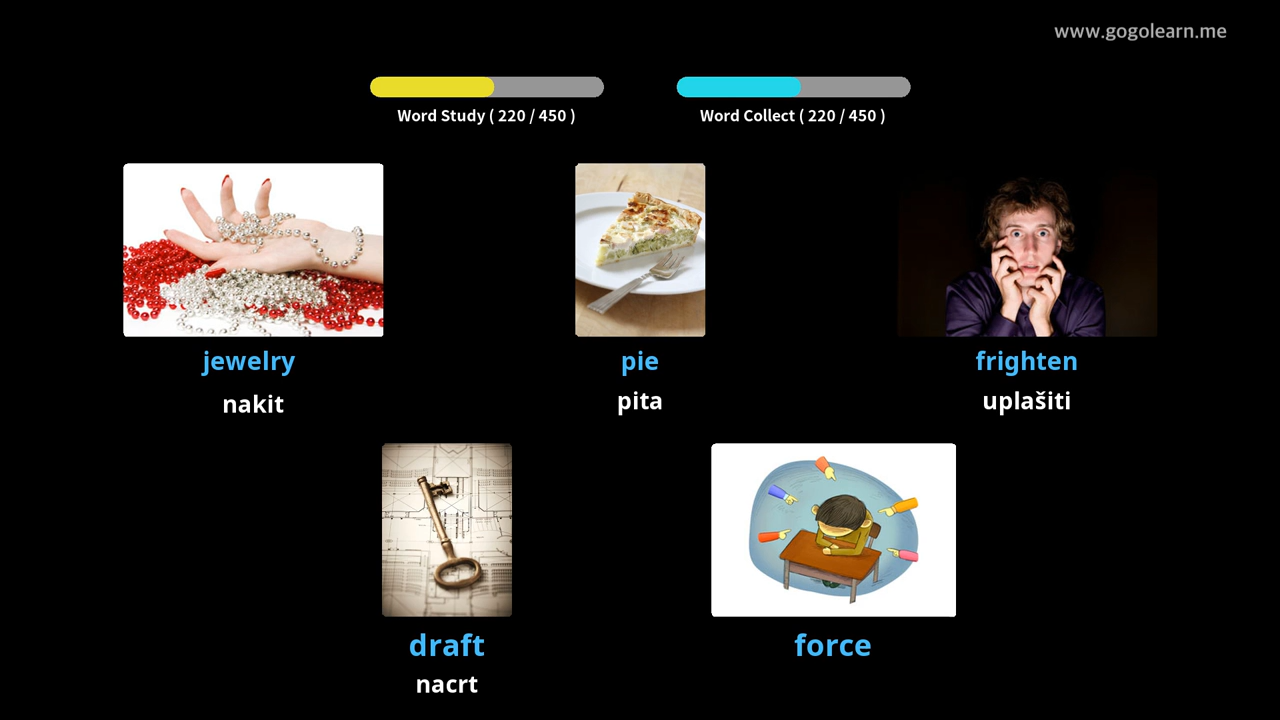 www.gogolearn.me
Word Study ( 220 / 450 )
Word Collect ( 220 / 450 )
jewelry
nakit
pie
pita
frighten
uplašiti
draft
nacrt
force